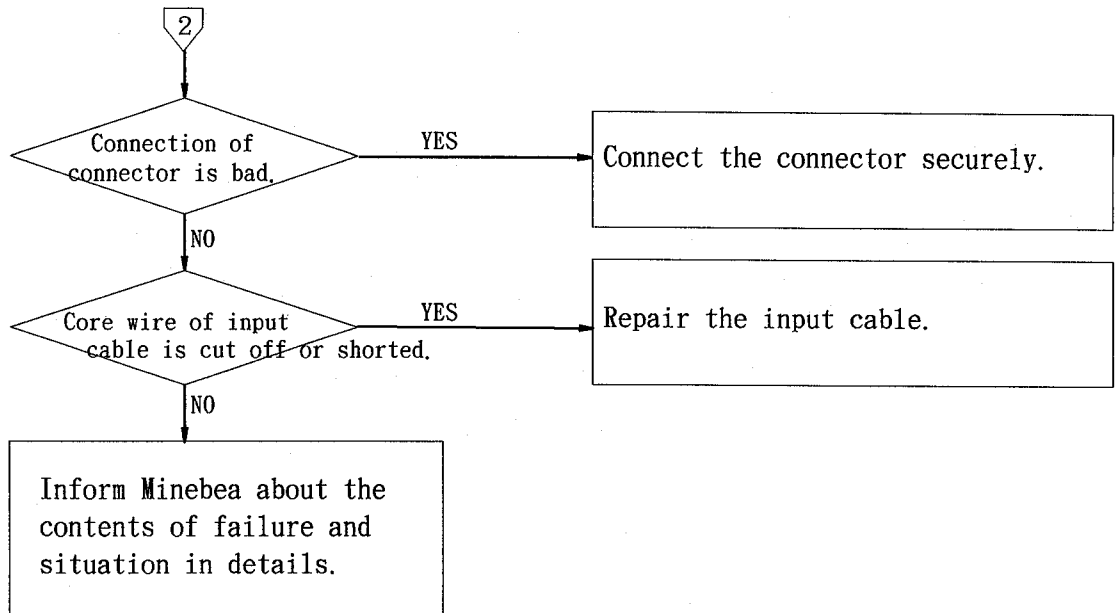 2
Connection of
connector is bad.
YES
Connect the connector securely.
NO
Core wire of input
cable is cut off or shorted.
YES
Repair the input cable.
NO
Inform Minebea about the
contents of failure and
situation in details.